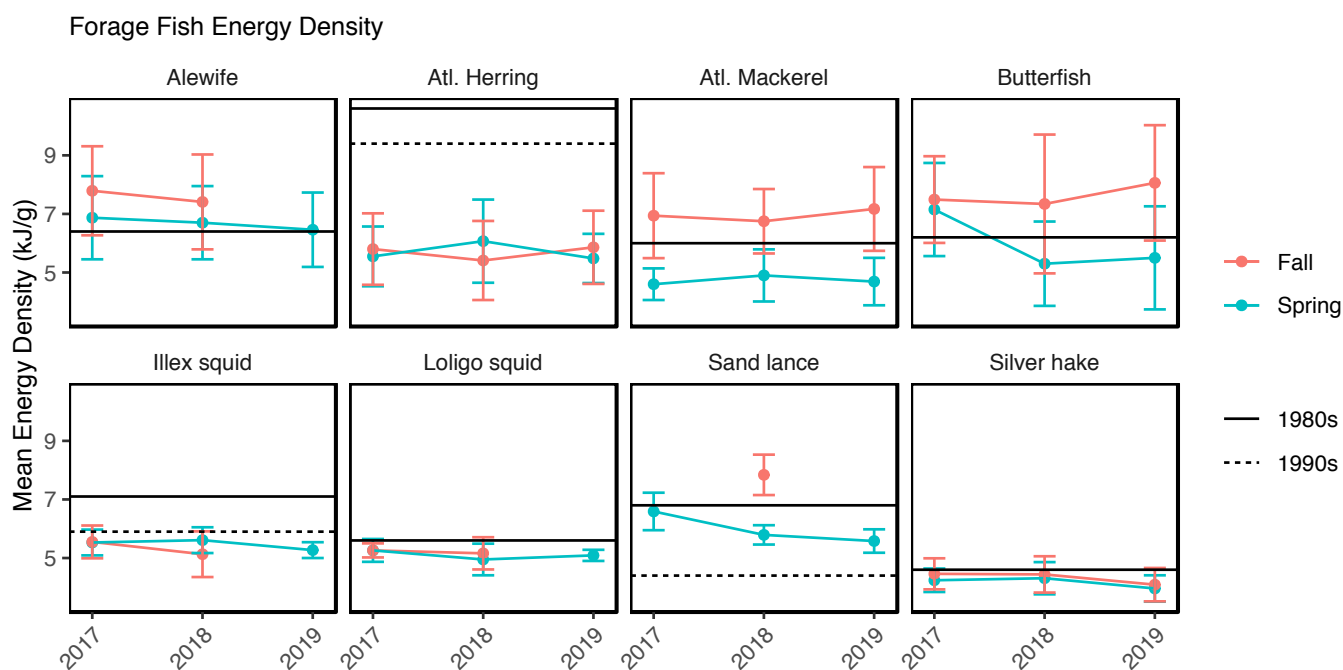 Forage Fish Energy Density
Alewife
Atl. Herring
Atl. Mackerel
Butterfish
9
7
5
Mean Energy Density (kJ/g)
Illex squid
Loligo squid
Sand lance
Silver hake
9
7
5
2017
2018
2019
2017
2018
2019
2017
2018
2019
2017
2018
2019
Fall
Spring
1980s
1990s